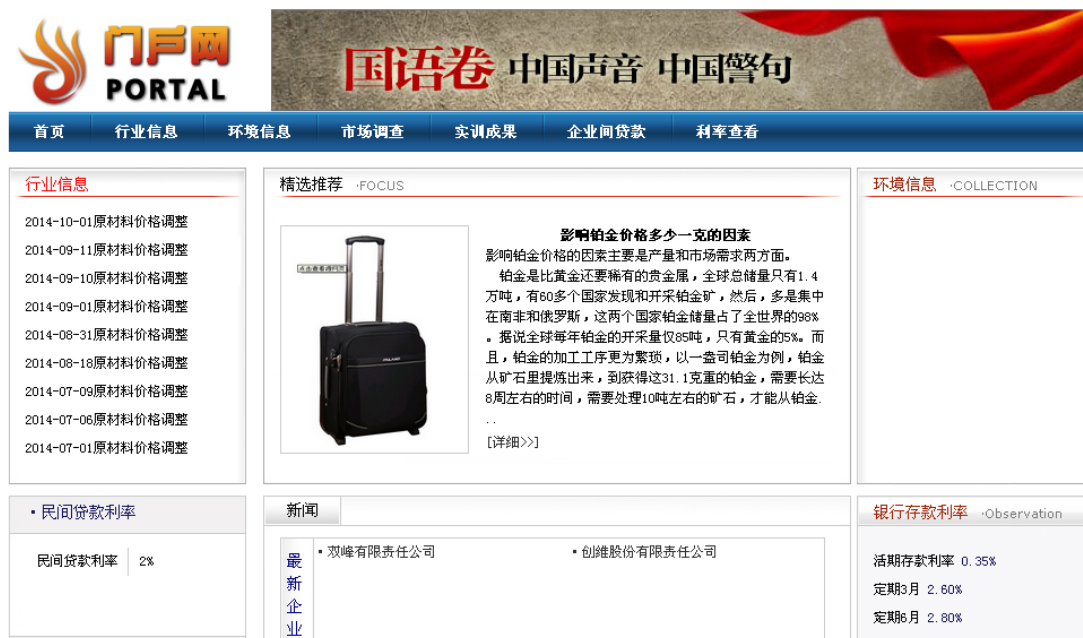 门戶网
PORTAL
国语卷 中国声音 中国警句
首页 行业信息 环境信息 市场调查 实训成果 企业间贷款 利率查看
行业信息
2014-10-01原材料价格调整
2014-09-11原材料价格调整
2014-09-10原材料价格调整
2014-09-01原材料价格调整
2014-08-31原材料价格调整
2014-08-18原材料价格调整
2014-07-09原材料价格调整
2014-07-06原材料价格调整
2014-07-01原材料价格调整
精选推荐 ·FOCUS
影响铂金价格多少一克的因素
影响铂金价格的因素主要是产量和市场需求两方面。
铂金是比黄金还要稀有的贵金属，全球总储量只有1.4
万吨，有60多个国家发现和开采铂金矿，然后，多是集中
在南非和俄罗斯，这两个国家铂金储量占了全世界的98%
。据说全球每年铂金的开采量仅85吨，只有黄金的5%。而
且，铂金的加工工序更为繁琐，以一盎司铂金为例，铂金
从矿石里提炼出来，到获得这31.1克重的铂金，需要长达
8周左右的时间，需要处理10吨左右的矿石，才能从铂金.
..
[详细>>]
环境信息 ·COLLECTION
·民间贷款利率
民间贷款利率 2%
新闻
最新企业
▪双峰有限责任公司
▪创维股份有限责任公司
银行存款利率 ·Observation
活期存款利率 0.35%
定期3月 2.60%
定期6月 2.80%